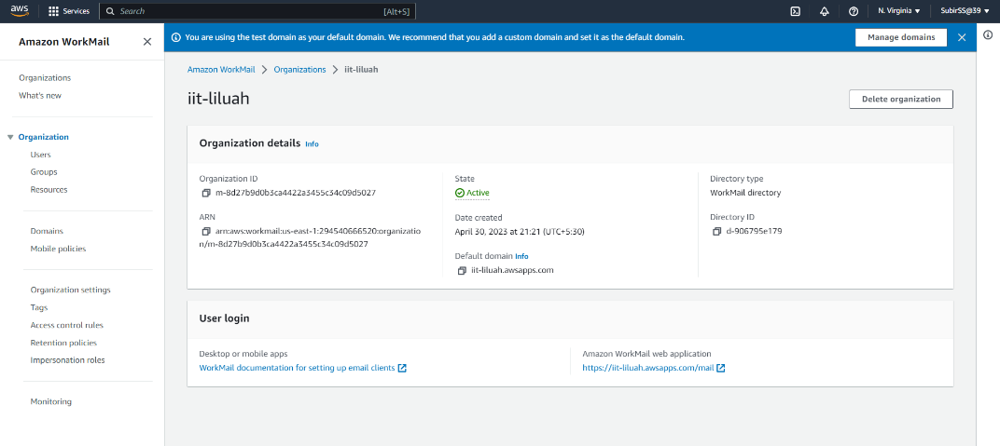 aws
Services
Search
[Alt+S]
N. Virginia
SubirSS@39
Amazon WorkMail
You are using the test domain as your default domain. We recommend that you add a custom domain and set it as the default domain.
Manage domains
Organizations
What's new
Organization
Users
Groups
Resources
Domains
Mobile policies
Organization settings
Tags
Access control rules
Retention policies
Impersonation roles
Monitoring
Amazon WorkMail
Organizations
iit-liluah
iit-liluah
Delete organization
Organization details Info
Organization ID
m-8d27b9d0b3ca4422a3455c34c09d5027
ARN
arn:aws:workmail:us-east-1:294540666520:organizatio
n/m-8d27b9d0b3ca4422a3455c34c09d5027
State
Active
Date created
April 30, 2023 at 21:21 (UTC+5:30)
Default domain Info
iit-liluah.awsapps.com
Directory type
WorkMail directory
Directory ID
d-906795e179
User login
Desktop or mobile apps
WorkMail documentation for setting up email clients
Amazon WorkMail web application
https://iit-liluah.awsapps.com/mail